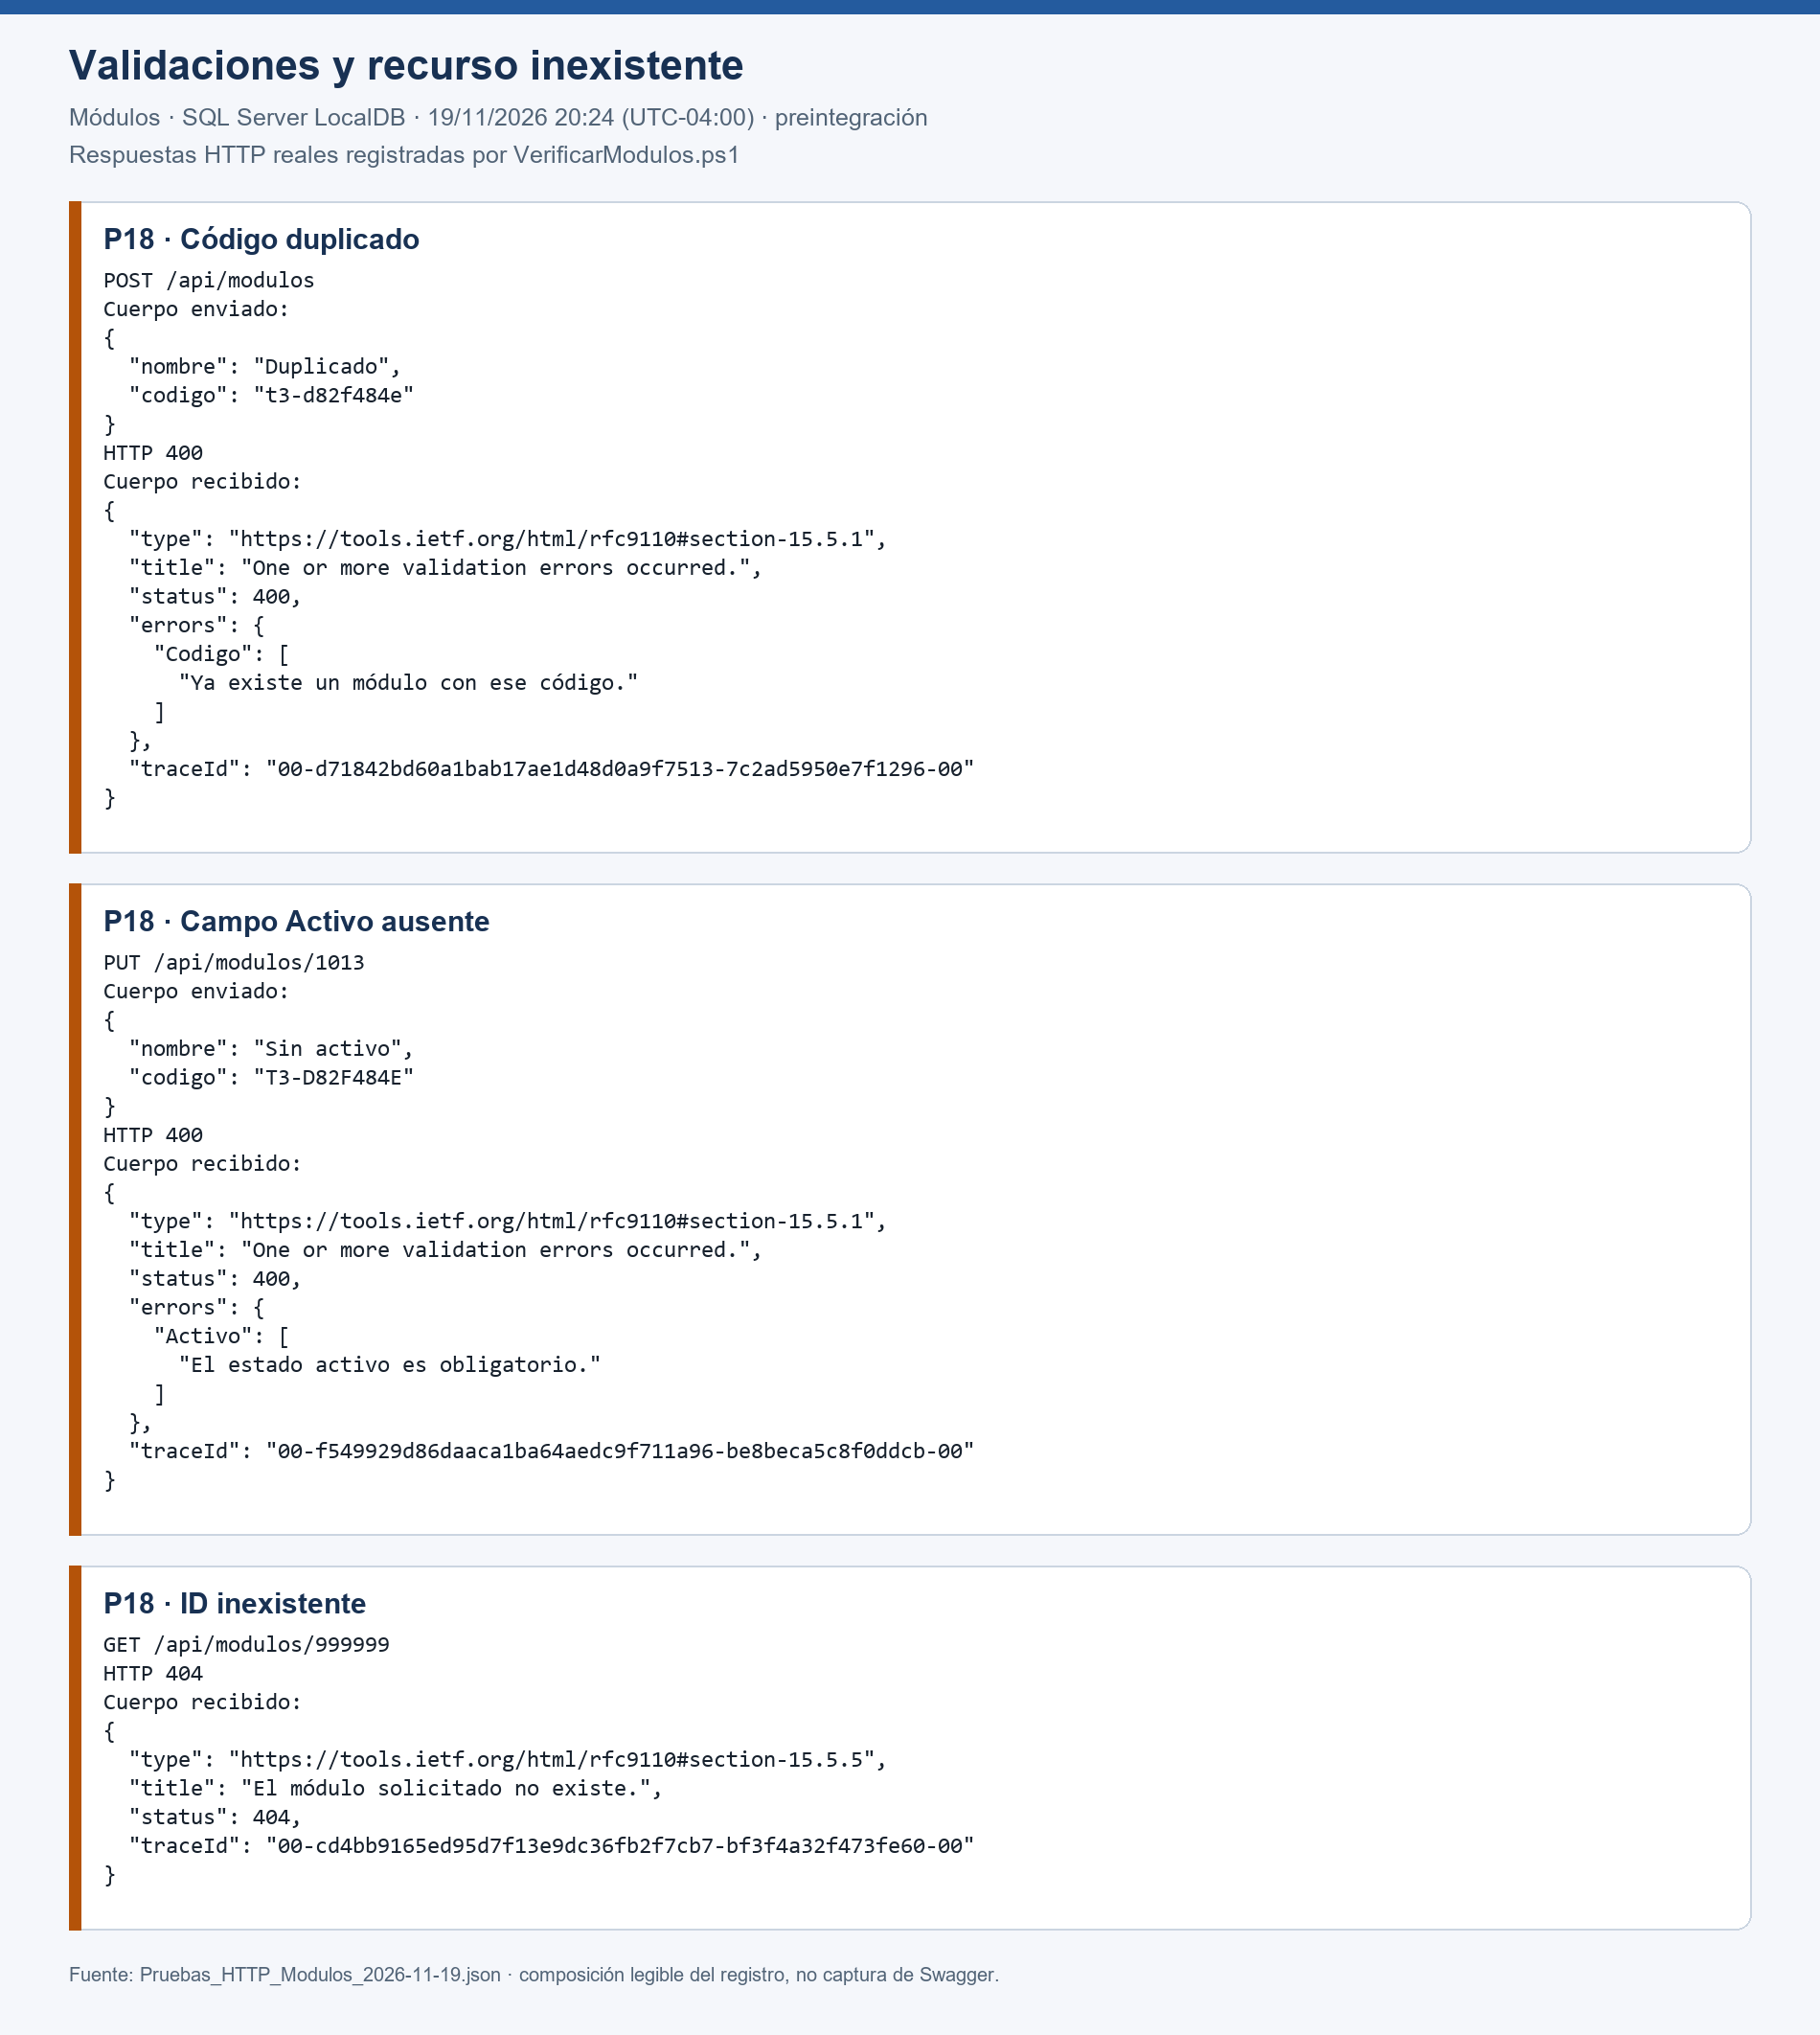 Validaciones y recurso inexistente
Módulos · SQL Server LocalDB · 19/11/2026 20:24 (UTC-04:00) · preintegración
Respuestas HTTP reales registradas por VerificarModulos.ps1
P18 · Código duplicado
POST /api/modulos
Cuerpo enviado:
{
  "nombre": "Duplicado",
  "codigo": "t3-d82f484e"
}
HTTP 400
Cuerpo recibido:
{
  "type": "https://tools.ietf.org/html/rfc9110#section-15.5.1",
  "title": "One or more validation errors occurred.",
  "status": 400,
  "errors": {
    "Codigo": [
      "Ya existe un módulo con ese código."
    ]
  },
  "traceId": "00-d71842bd60a1bab17ae1d48d0a9f7513-7c2ad5950e7f1296-00"
}
P18 · Campo Activo ausente
PUT /api/modulos/1013
Cuerpo enviado:
{
  "nombre": "Sin activo",
  "codigo": "T3-D82F484E"
}
HTTP 400
Cuerpo recibido:
{
  "type": "https://tools.ietf.org/html/rfc9110#section-15.5.1",
  "title": "One or more validation errors occurred.",
  "status": 400,
  "errors": {
    "Activo": [
      "El estado activo es obligatorio."
    ]
  },
  "traceId": "00-f549929d86daaca1ba64aedc9f711a96-be8beca5c8f0ddcb-00"
}
P18 · ID inexistente
GET /api/modulos/999999
HTTP 404
Cuerpo recibido:
{
  "type": "https://tools.ietf.org/html/rfc9110#section-15.5.5",
  "title": "El módulo solicitado no existe.",
  "status": 404,
  "traceId": "00-cd4bb9165ed95d7f13e9dc36fb2f7cb7-bf3f4a32f473fe60-00"
}
Fuente: Pruebas_HTTP_Modulos_2026-11-19.json · composición legible del registro, no captura de Swagger.